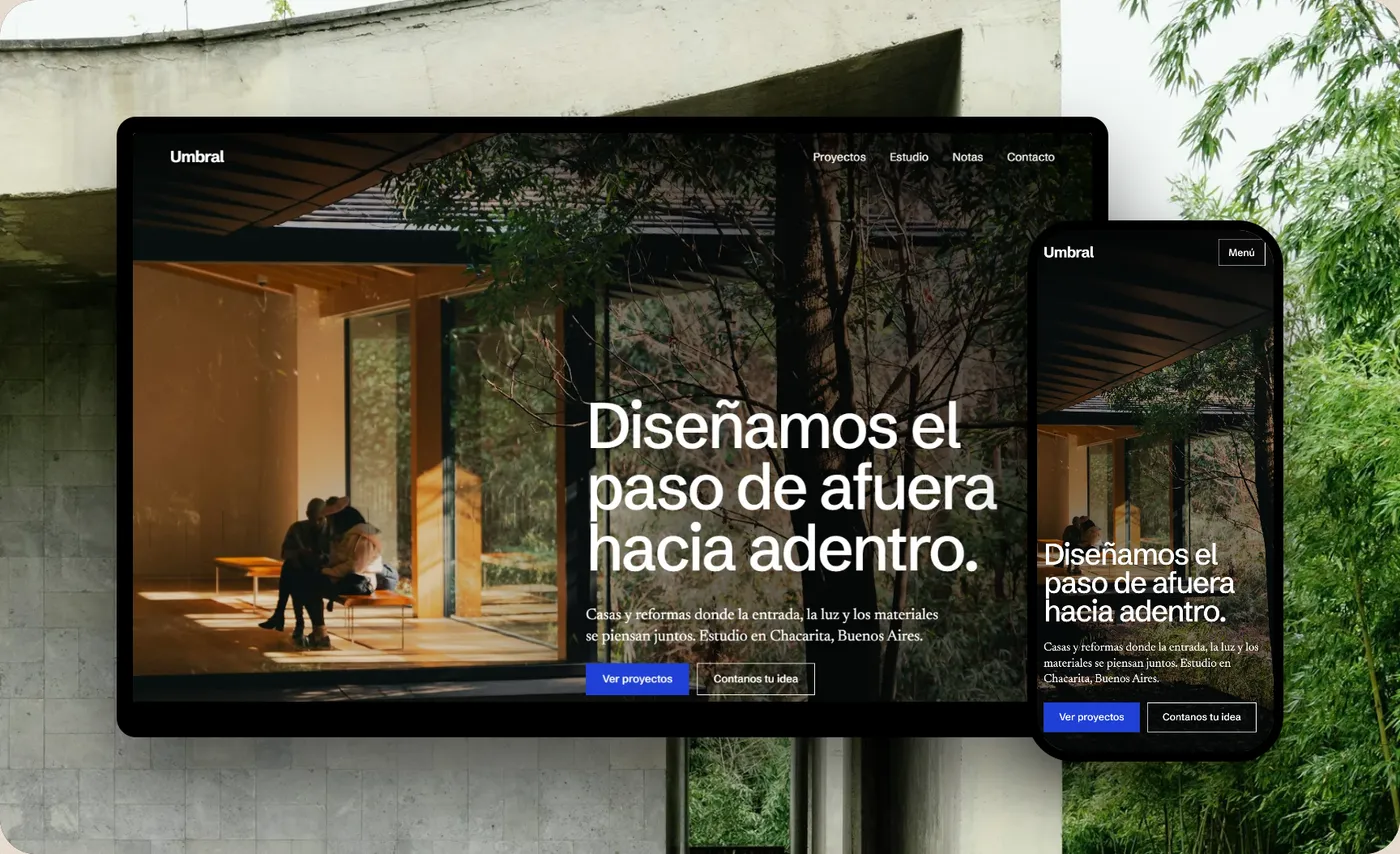 Umbral
Proyectos Estudio Notas Contacto
Diseñamos el
paso de afuera
hacia adentro.
Casas y reformas donde la entrada, la luz y los materiales
se piensan juntos. Estudio en Chacarita, Buenos Aires.
Ver proyectos Contanos tu idea
Umbral
Menú
Diseñamos el
paso de afuera
hacia adentro.
Casas y reformas donde la entrada, la luz y los
materiales se piensan juntos. Estudio en
Chacarita, Buenos Aires.
Ver proyectos Contanos tu idea